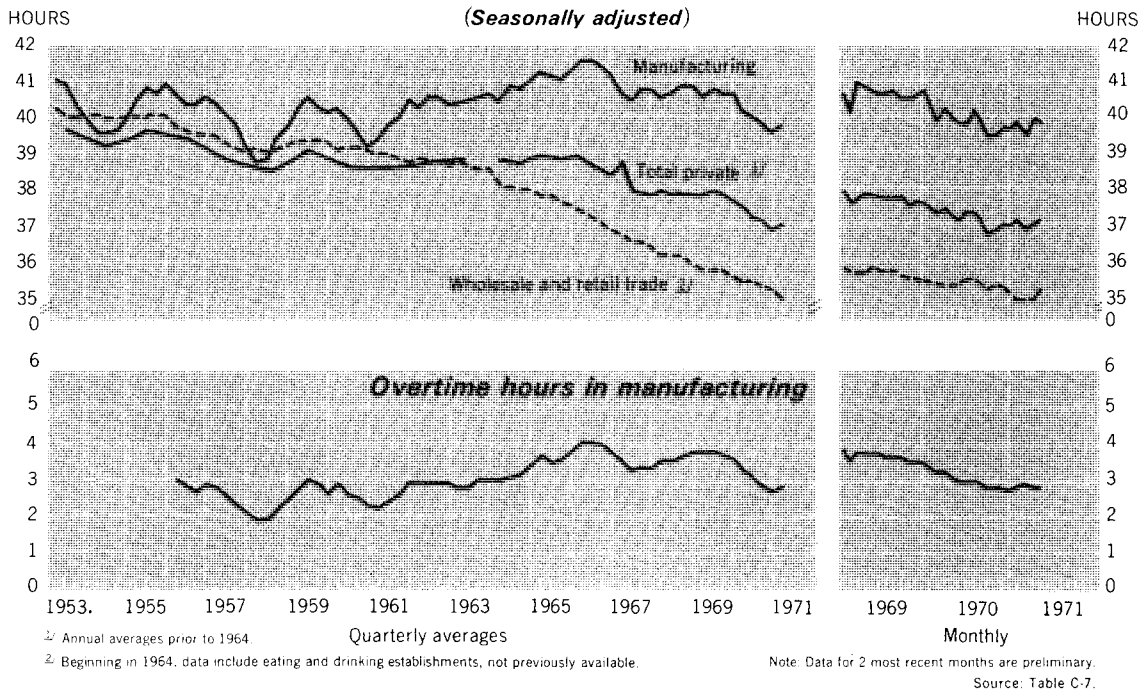 HOURS (Seasonally adjusted) HOURS
42 42
41 Manufacturing 41
40 40
39 39
Total private 1/
38 38
37 37
36 36
Wholesale and retail trade 2/
35 35
0 0
6 6
Overtime hours in manufacturing
5 5
4 4
3 3
2 2
1 1
0 0
1953. 1955 1957 1959 1961 1963 1965 1967 1969 1971 1969 1970 1971
1/ Annual averages prior to 1964. Quarterly averages Monthly
2/ Beginning in 1964, data include eating and drinking establishments, not previously available. Note: Data for 2 most recent months are preliminary.
Source: Table C-7.